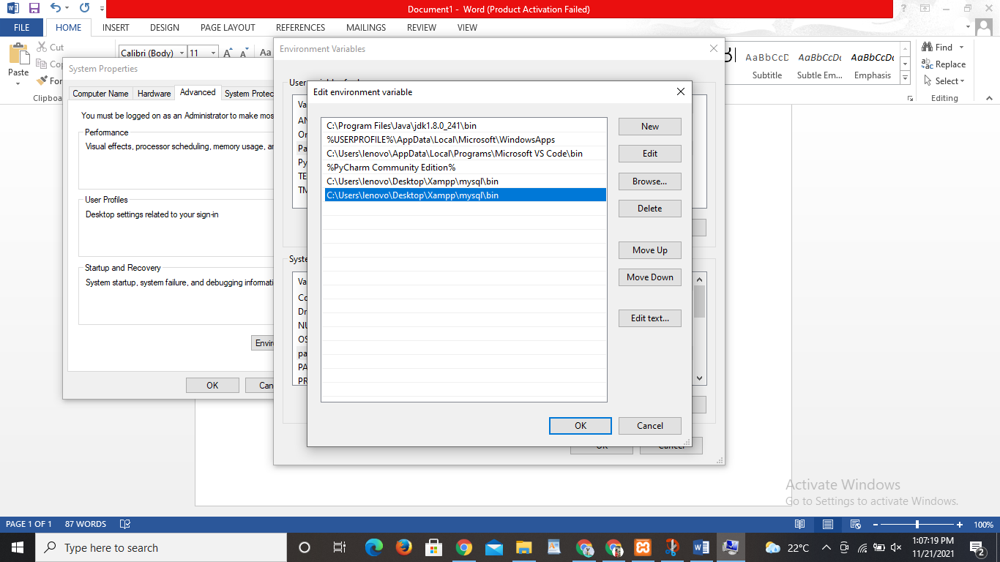 Document1 - Word (Product Activation Failed)
FILE HOME INSERT DESIGN PAGE LAYOUT REFERENCES MAILINGS REVIEW VIEW
Paste
Cut
Clipboa
Calibri (Body) 11 Aa
AaBbCcD AaBbCcDc AaBbCcDc
Subtitle Subtle Em... Emphasis
Find
Replace
Select
Editing
System Properties
Computer Name Hardware Advanced System Protec
You must be logged on as an Administrator to make mos
Performance
Visual effects, processor scheduling, memory usage, an
User Profiles
Desktop settings related to your sign-in
Startup and Recovery
System startup, system failure, and debugging informati
Envir
OK Can
Environment Variables
User
Va
AN
On
Pa
Py
TE
TM
Syste
Va
Co
Dr
NU
OS
pa
PA
PR
OK Cancel
Edit environment variable
C:\Program Files\Java\jdk1.8.0_241\bin
%USERPROFILE%\AppData\Local\Microsoft\WindowsApps
C:\Users\lenovo\AppData\Local\Programs\Microsoft VS Code\bin
%PyCharm Community Edition%
C:\Users\lenovo\Desktop\Xampp\mysql\bin
C:\Users\lenovo\Desktop\Xampp\mysql\bin
New
Edit
Browse...
Delete
Move Up
Move Down
Edit text...
OK Cancel
Activate Windows
Go to Settings to activate Windows.
PAGE 1 OF 1 87 WORDS 100%
Type here to search
22°C
1:07:19 PM
11/21/2021
2